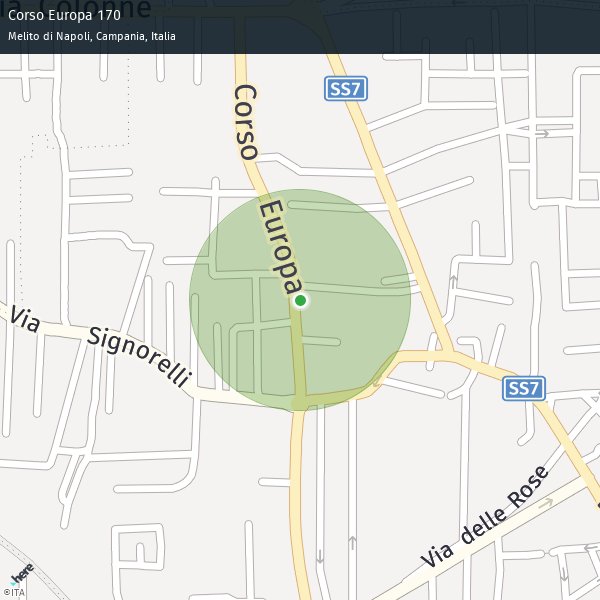 Corso Europa 170
Melito di Napoli, Campania, Italia
Colonne
SS7
Corso
Europa
Via Signorelli
SS7
Via delle Rose
here
©ITA